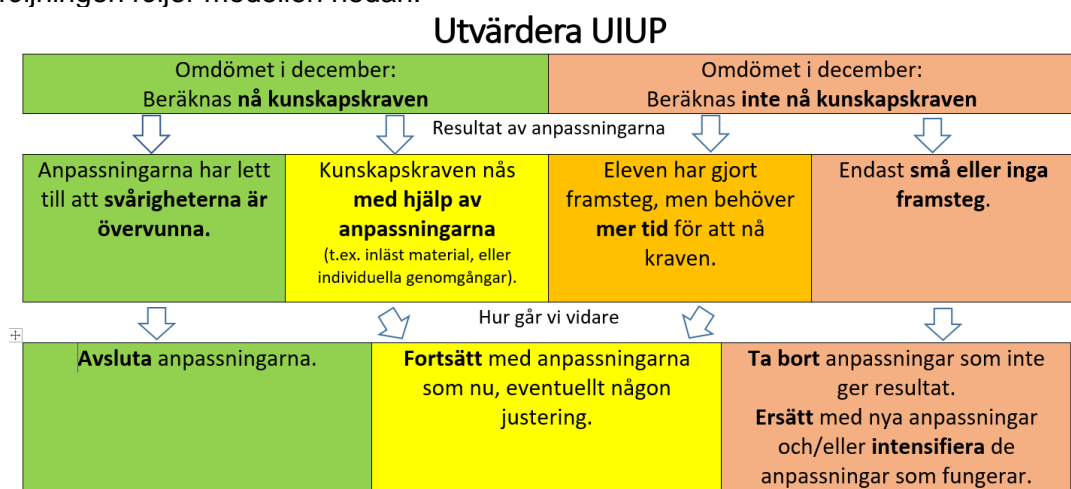 följningen följer modellen nedan.
Utvärdera UIUP
Omdömet i december:
Beräknas nå kunskapskraven
Omdömet i december:
Beräknas inte nå kunskapskraven
Resultat av anpassningarna
Anpassningarna har lett
till att svårigheterna är
övervunna.
Kunskapskraven nås
med hjälp av
anpassningarna
(t.ex. inläst material, eller
individuella genomgångar).
Eleven har gjort
framsteg, men behöver
mer tid för att nå
kraven.
Endast små eller inga
framsteg.
Hur går vi vidare
Avsluta anpassningarna.
Fortsätt med anpassningarna
som nu, eventuellt någon
justering.
Ta bort anpassningar som inte
ger resultat.
Ersätt med nya anpassningar
och/eller intensifiera de
anpassningar som fungerar.